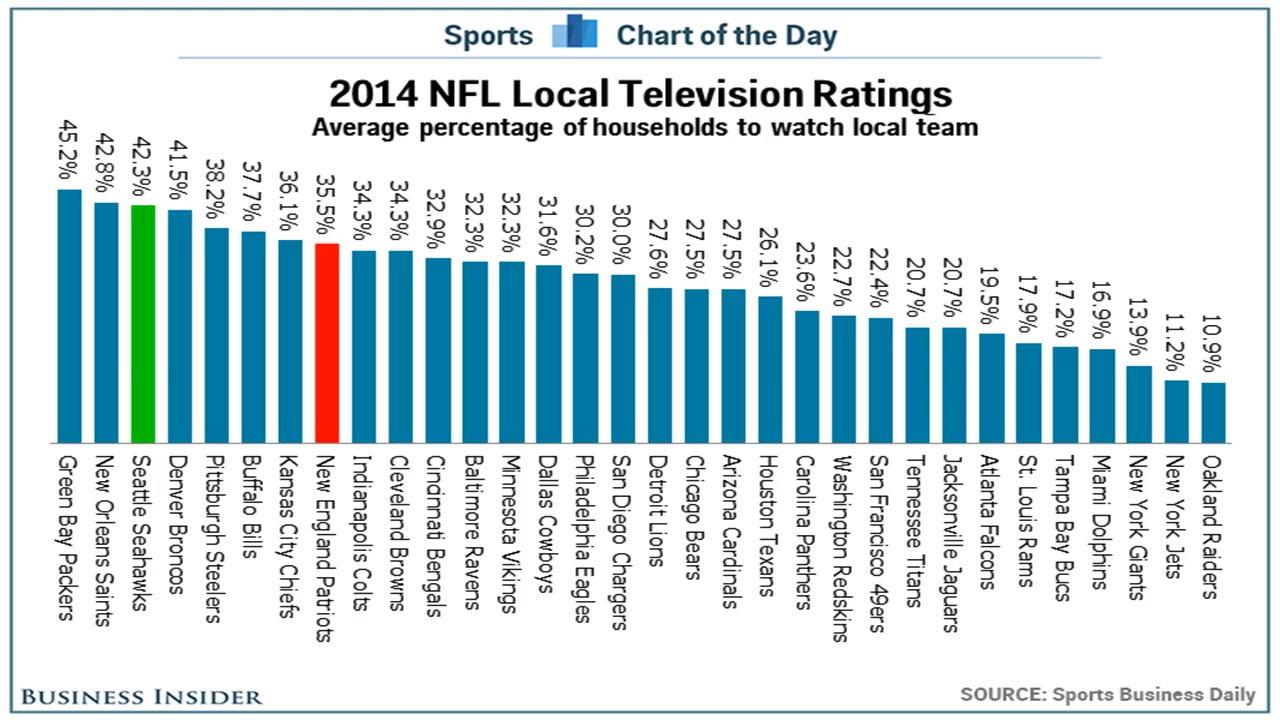 Sports Chart of the Day
2014 NFL Local Television Ratings
Average percentage of households to watch local team
45.2%
42.8%
42.3%
41.5%
38.2%
37.7%
36.1%
35.5%
34.3%
34.3%
32.9%
32.3%
32.3%
31.6%
30.2%
30.0%
27.6%
27.5%
27.5%
26.1%
23.6%
22.7%
22.4%
20.7%
20.7%
19.5%
17.9%
17.2%
16.9%
13.9%
11.2%
10.9%
Green Bay Packers
New Orleans Saints
Seattle Seahawks
Denver Broncos
Pittsburgh Steelers
Buffalo Bills
Kansas City Chiefs
New England Patriots
Indianapolis Colts
Cleveland Browns
Cincinnati Bengals
Baltimore Ravens
Minnesota Vikings
Dallas Cowboys
Philadelphia Eagles
San Diego Chargers
Detroit Lions
Chicago Bears
Arizona Cardinals
Houston Texans
Carolina Panthers
Washington Redskins
San Francisco 49ers
Tennessee Titans
Jacksonville Jaguars
Atlanta Falcons
St. Louis Rams
Tampa Bay Bucs
Miami Dolphins
New York Giants
New York Jets
Oakland Raiders
BUSINESS INSIDER
SOURCE: Sports Business Daily